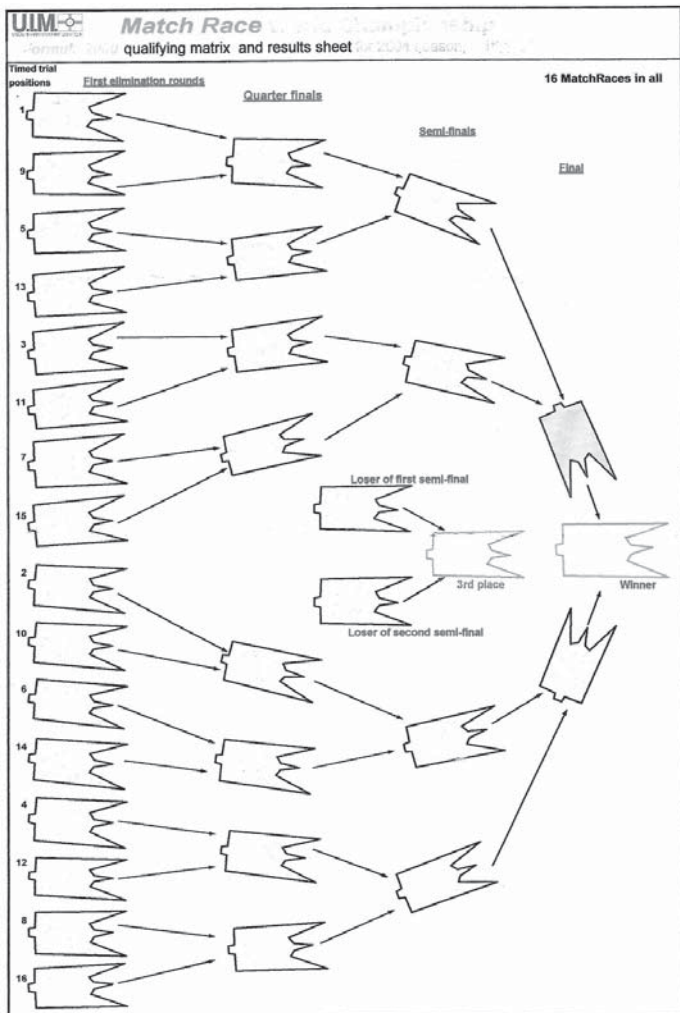 U.I.M.
Match Race
qualifying matrix and results sheet
Timed trial
positions
First elimination rounds
16 MatchRaces in all
Quarter finals
Semi-finals
Final
1
9
5
13
3
11
7
15
Loser of first semi-final
3rd place
Winner
Loser of second semi-final
2
10
6
14
4
12
8
16